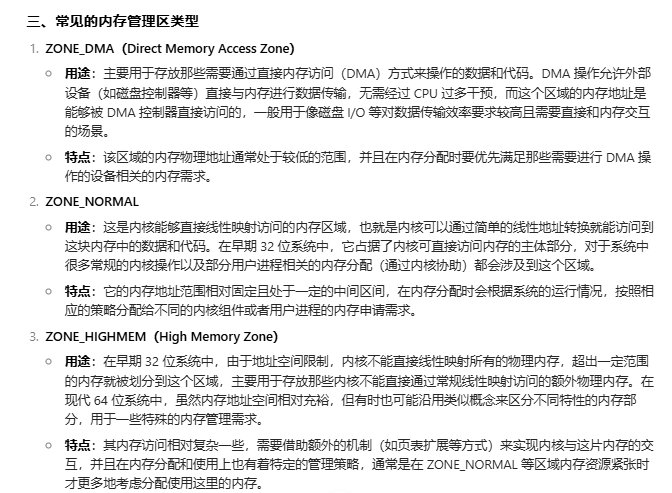 三、常见的内存管理区类型
1. ZONE_DMA（Direct Memory Access Zone）
用途：主要用于存放那些需要通过直接内存访问（DMA）方式来操作的数据和代码。DMA 操作允许外部
设备（如磁盘控制器等）直接与内存进行数据传输，无需经过 CPU 过多干预，而这个区域的内存地址是
能够被 DMA 控制器直接访问的，一般用于像磁盘 I/O 等对数据传输效率要求较高且需要直接和内存交互
的场景。
特点：该区域的内存物理地址通常处于较低的范围，并且在内存分配时要优先满足那些需要进行 DMA 操
作的设备相关的内存需求。
2. ZONE_NORMAL
用途：这是内核能够直接线性映射访问的内存区域，也就是内核可以通过简单的线性地址转换就能访问到
这块内存中的数据和代码。在早期 32 位系统中，它占据了内核可直接访问内存的主体部分，对于系统中
很多常规的内核操作以及部分用户进程相关的内存分配（通过内核协助）都会涉及到这个区域。
特点：它的内存地址范围相对固定且处于一定的中间区间，在内存分配时会根据系统的运行情况，按照相
应的策略分配给不同的内核组件或者用户进程的内存申请需求。
3. ZONE_HIGHMEM（High Memory Zone）
用途：在早期 32 位系统中，由于地址空间限制，内核不能直接线性映射所有的物理内存，超出一定范围
的内存就被划分到这个区域，主要用于存放那些内核不能直接通过常规线性映射访问的额外物理内存。在
现代 64 位系统中，虽然内存地址空间相对充裕，但有时也可能沿用类似概念来区分不同特性的内存部
分，用于一些特殊的内存管理需求。
特点：其内存访问相对复杂一些，需要借助额外的机制（如页表扩展等方式）来实现内核与这片内存的交
互，并且在内存分配和使用上也有着特定的管理策略，通常是在 ZONE_NORMAL 等区域内存资源紧张时
才更多地考虑分配使用这里的内存。